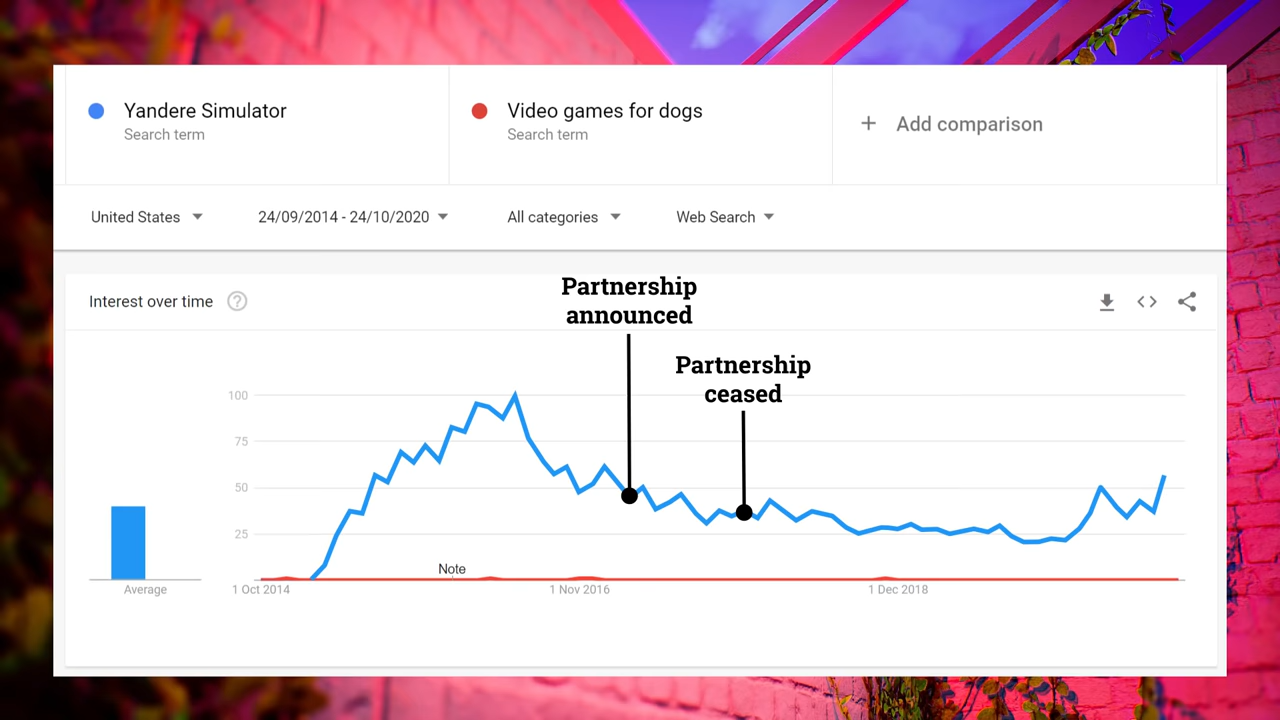 Yandere Simulator
Search term
Video games for dogs
Search term
+ Add comparison
United States
24/09/2014 - 24/10/2020
All categories
Web Search
Interest over time
?
Partnership
announced
Partnership
ceased
100
75
50
25
Note
Average
1 Oct 2014
1 Nov 2016
1 Dec 2018